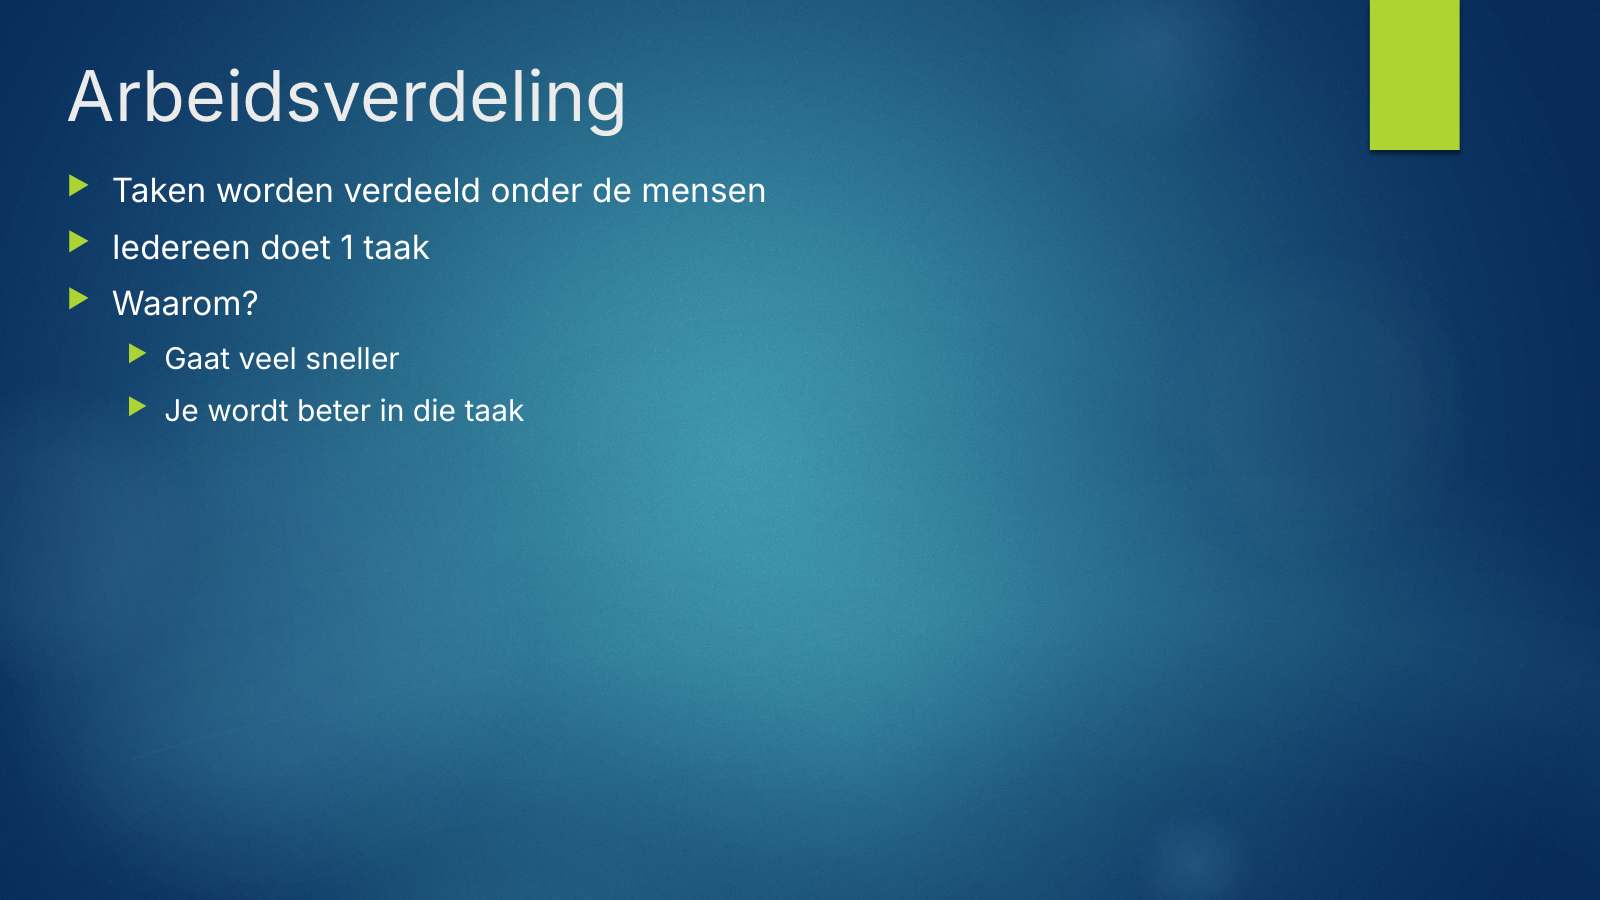 Arbeidsverdeling
Taken worden verdeeld onder de mensen
Iedereen doet 1 taak
Waarom?
Gaat veel sneller
Je wordt beter in die taak